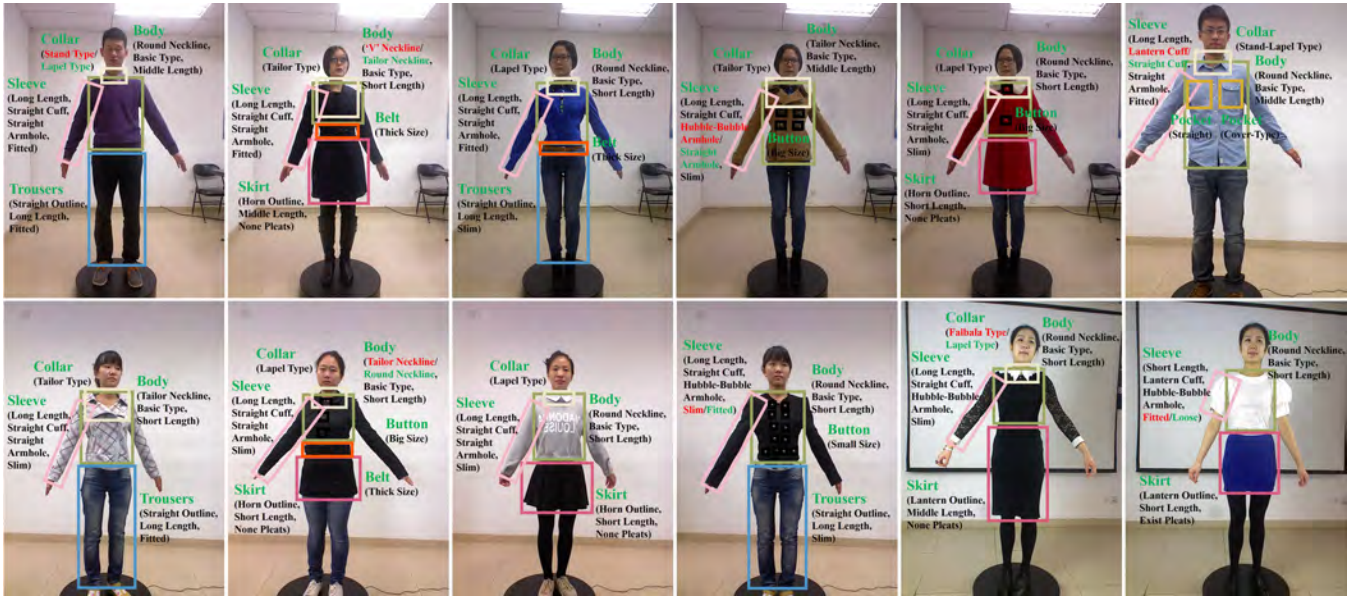 Collar
(Stand Type/
Lapel Type)
Body
(Round Neckline,
Basic Type,
Middle Length)
Sleeve
(Long Length,
Straight Cuff,
Straight
Armhole,
Fitted)
Trousers
(Straight Outline,
Long Length,
Fitted)
Collar
(Tailor Type)
Body
('V' Neckline/
Tailor Neckline,
Basic Type,
Short Length)
Sleeve
(Long Length,
Straight Cuff,
Straight
Armhole,
Fitted)
Belt
(Thick Size)
Skirt
(Horn Outline,
Middle Length,
None Pleats)
Collar
(Lapel Type)
Body
(Round Neckline,
Basic Type,
Short Length)
Sleeve
(Long Length,
Straight Cuff,
Straight
Armhole,
Fitted)
Belt
(Thick Size)
Trousers
(Straight Outline,
Long Length,
Slim)
Collar
(Tailor Type)
Body
(Tailor Neckline,
Basic Type,
Middle Length)
Sleeve
(Long Length,
Straight Cuff,
Hubble-Bubble
Armhole/
Straight
Armhole,
Slim)
Button
(Big Size)
Collar
(Lapel Type)
Body
(Round Neckline,
Basic Type,
Short Length)
Sleeve
(Long Length,
Straight Cuff,
Straight
Armhole,
Slim)
Button
(Big Size)
Skirt
(Horn Outline,
Short Length,
None Pleats)
Collar
(Stand-Lapel Type)
Sleeve
(Long Length,
Lantern Cuff/
Straight Cuff,
Straight
Armhole,
Fitted)
Body
(Round Neckline,
Basic Type,
Middle Length)
Pocket
(Straight)
Pocket
(Cover-Type)
Collar
(Tailor Type)
Body
(Tailor Neckline,
Basic Type,
Short Length)
Sleeve
(Long Length,
Straight Cuff,
Straight
Armhole,
Slim)
Trousers
(Straight Outline,
Long Length,
Fitted)
Collar
(Lapel Type)
Body
(Tailor Neckline/
Round Neckline,
Basic Type,
Short Length)
Sleeve
(Long Length,
Straight Cuff,
Straight
Armhole,
Slim)
Button
(Big Size)
Belt
(Thick Size)
Skirt
(Horn Outline,
Short Length,
None Pleats)
Collar
(Lapel Type)
Body
(Round Neckline,
Basic Type,
Short Length)
Sleeve
(Long Length,
Straight Cuff,
Straight
Armhole,
Slim)
Skirt
(Horn Outline,
Short Length,
None Pleats)
Sleeve
(Long Length,
Straight Cuff,
Hubble-Bubble
Armhole,
Slim/Fitted)
Body
(Round Neckline,
Basic Type,
Short Length)
Button
(Small Size)
Trousers
(Straight Outline,
Long Length,
Slim)
Collar
(Falbala Type/
Lapel Type)
Body
(Round Neckline,
Basic Type,
Short Length)
Sleeve
(Long Length,
Straight Cuff,
Hubble-Bubble
Armhole,
Slim)
Skirt
(Lantern Outline,
Middle Length,
None Pleats)
Body
(Round Neckline,
Basic Type,
Short Length)
Sleeve
(Short Length,
Lantern Cuff,
Hubble-Bubble
Armhole,
Fitted/Loose)
Skirt
(Lantern Outline,
Short Length,
Exist Pleats)